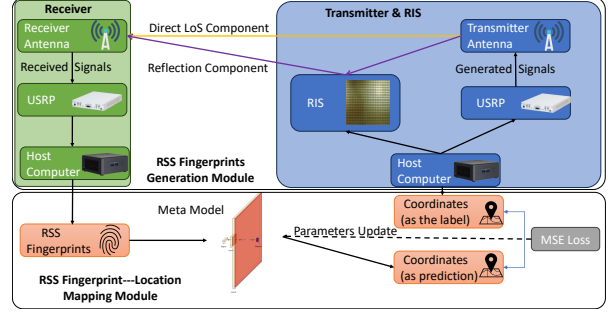 Receiver
Transmitter & RIS
Receiver
Antenna
Direct LoS Component
Transmitter
Antenna
Received Signals
Reflection Component
Generated Signals
USRP
RIS
USRP
Host
Computer
RSS Fingerprints
Generation Module
Host
Computer
Meta Model
Coordinates
(as the label)
RSS
Fingerprints
Parameters Update
MSE Loss
Coordinates
(as prediction)
RSS Fingerprint---Location
Mapping Module